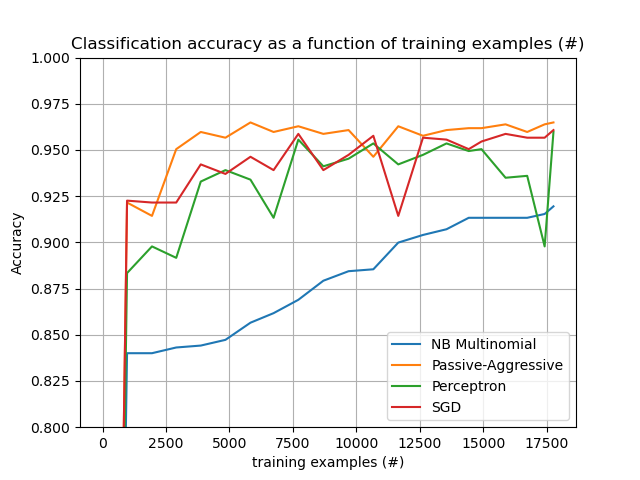 Classification accuracy as a function of training examples (#)
1.000
0.975
0.950
0.925
0.900
0.875
0.850
0.825
0.800
Accuracy
NB Multinomial
Passive-Aggressive
Perceptron
SGD
0 2500 5000 7500 10000 12500 15000 17500
training examples (#)